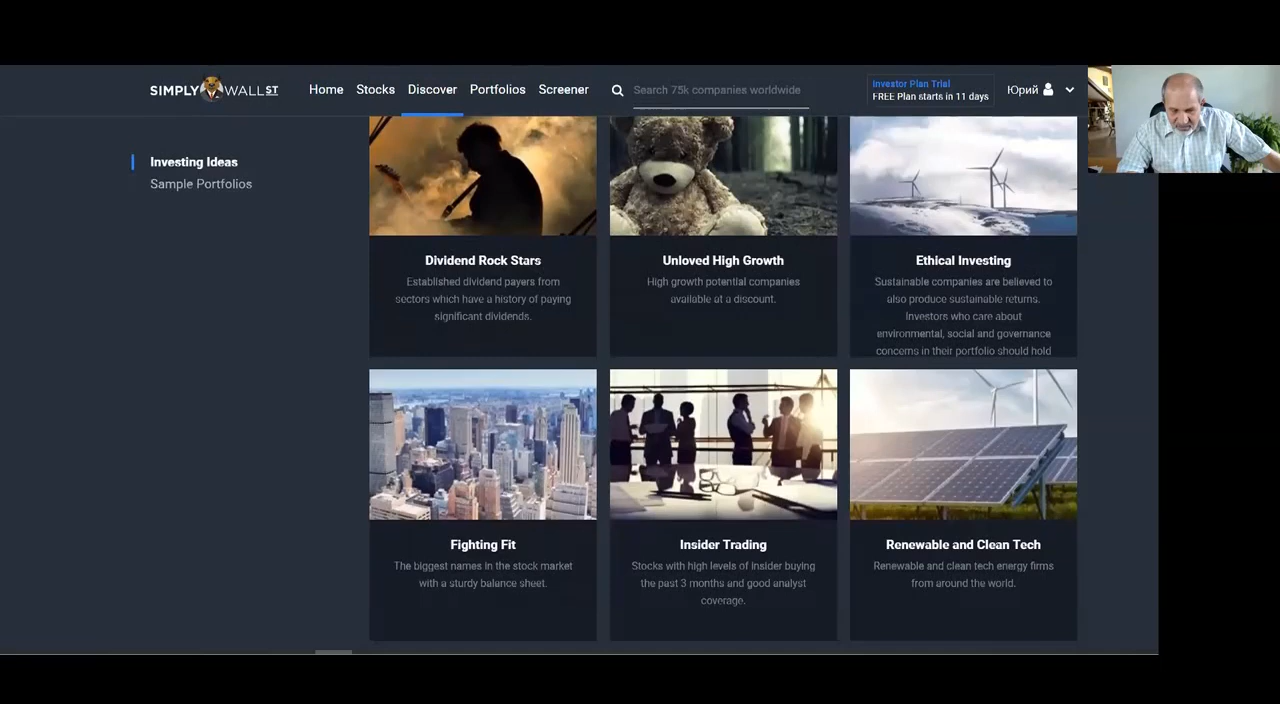 SIMPLY WALL ST
Home Stocks Discover Portfolios Screener
Search 75k companies worldwide
Investor Plan Trial
FREE Plan starts in 11 days
Юрий
Investing Ideas
Sample Portfolios
Dividend Rock Stars
Established dividend payers from
sectors which have a history of paying
significant dividends.
Unloved High Growth
High growth potential companies
available at a discount.
Ethical Investing
Sustainable companies are believed to
also produce sustainable returns.
Investors who care about
environmental, social and governance
concerns in their portfolio should hold
Fighting Fit
The biggest names in the stock market
with a sturdy balance sheet.
Insider Trading
Stocks with high levels of insider buying
the past 3 months and good analyst
coverage.
Renewable and Clean Tech
Renewable and clean tech energy firms
from around the world.